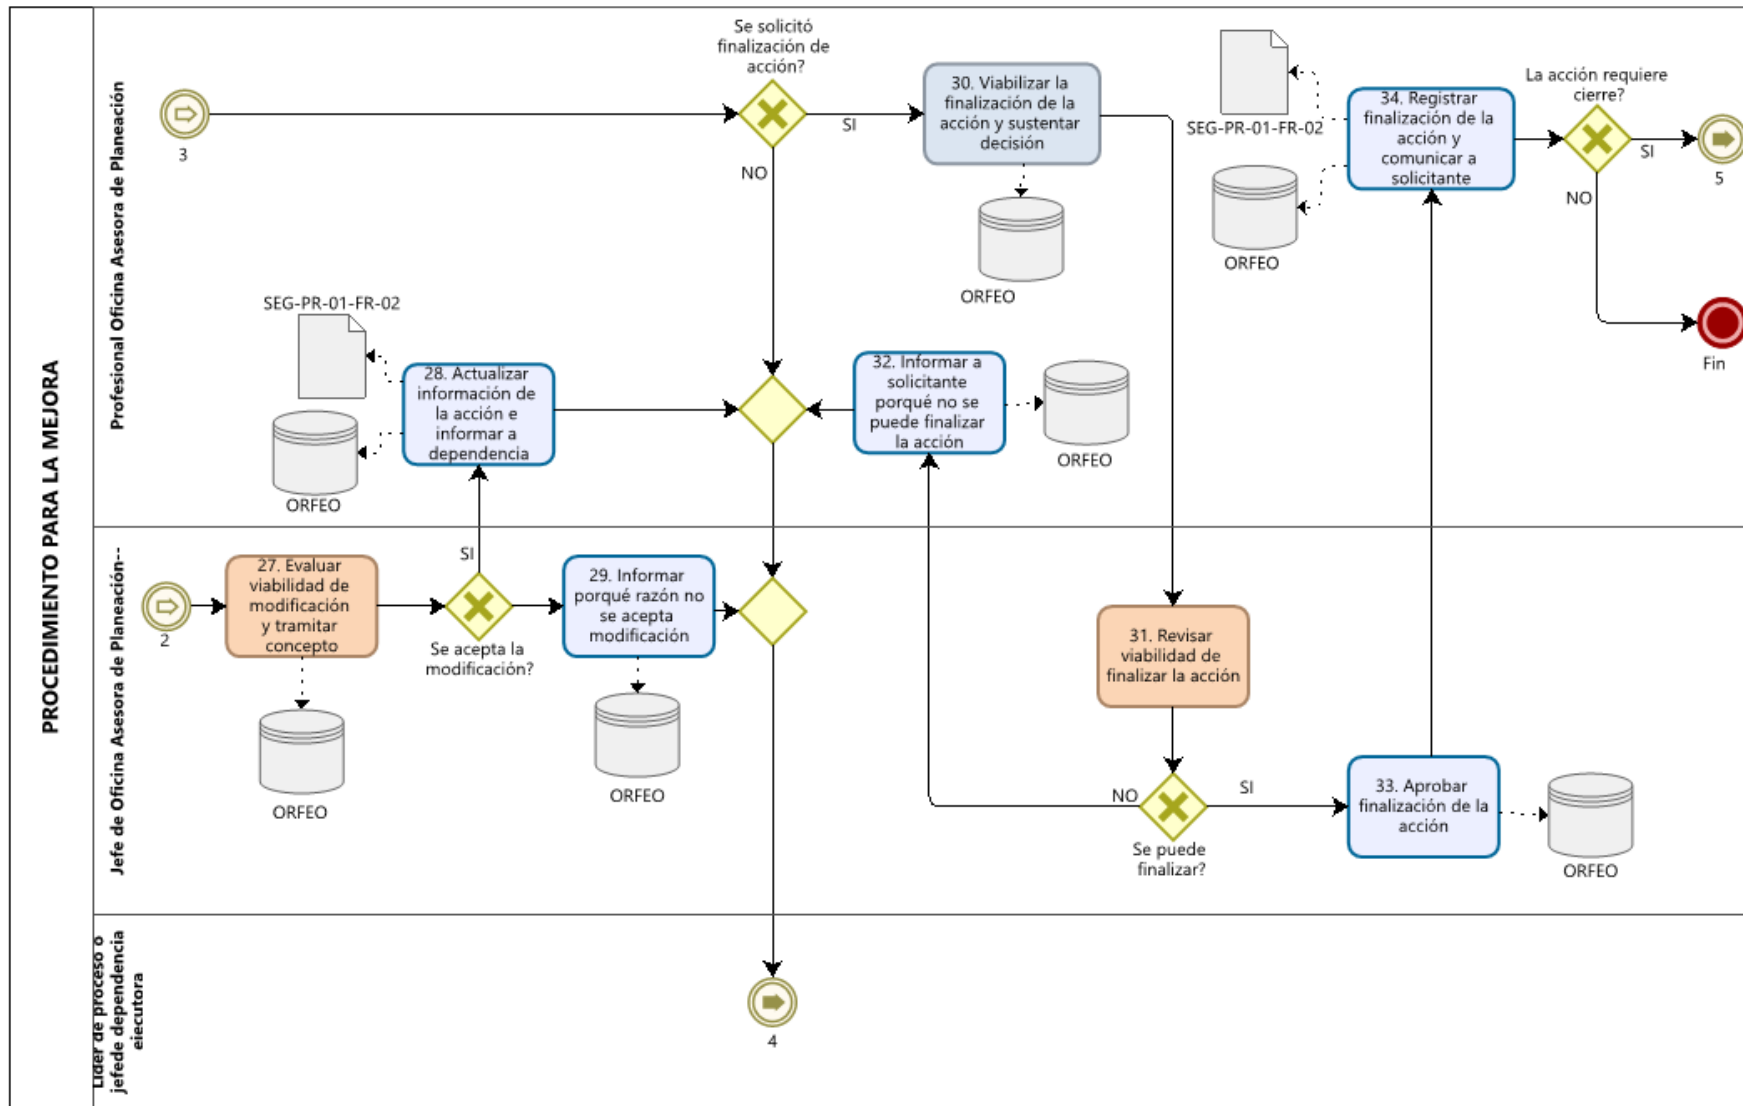 PROCEDIMIENTO PARA LA MEJORA
Profesional Oficina Asesora de Planeación
3
Se solicitó
finalización de
acción?
SI
NO
30. Viabilizar la
finalización de la
acción y sustentar
decisión
ORFEO
SEG-PR-01-FR-02
ORFEO
34. Registrar
finalización de la
acción y
comunicar a
solicitante
La acción requiere
cierre?
SI
5
NO
Fin
SEG-PR-01-FR-02
ORFEO
28. Actualizar
información de
la acción e
informar a
dependencia
32. Informar a
solicitante
porqué no se
puede finalizar
la acción
ORFEO
Jefe de Oficina Asesora de Planeación--
2
27. Evaluar
viabilidad de
modificación
y tramitar
concepto
ORFEO
SI
Se acepta la
modificación?
29. Informar
porqué razón no
se acepta
modificación
ORFEO
31. Revisar
viabilidad de
finalizar la acción
NO
SI
Se puede
finalizar?
33. Aprobar
finalización de la
acción
ORFEO
Lider de proceso o
jefede dependencia
ejecutora
4